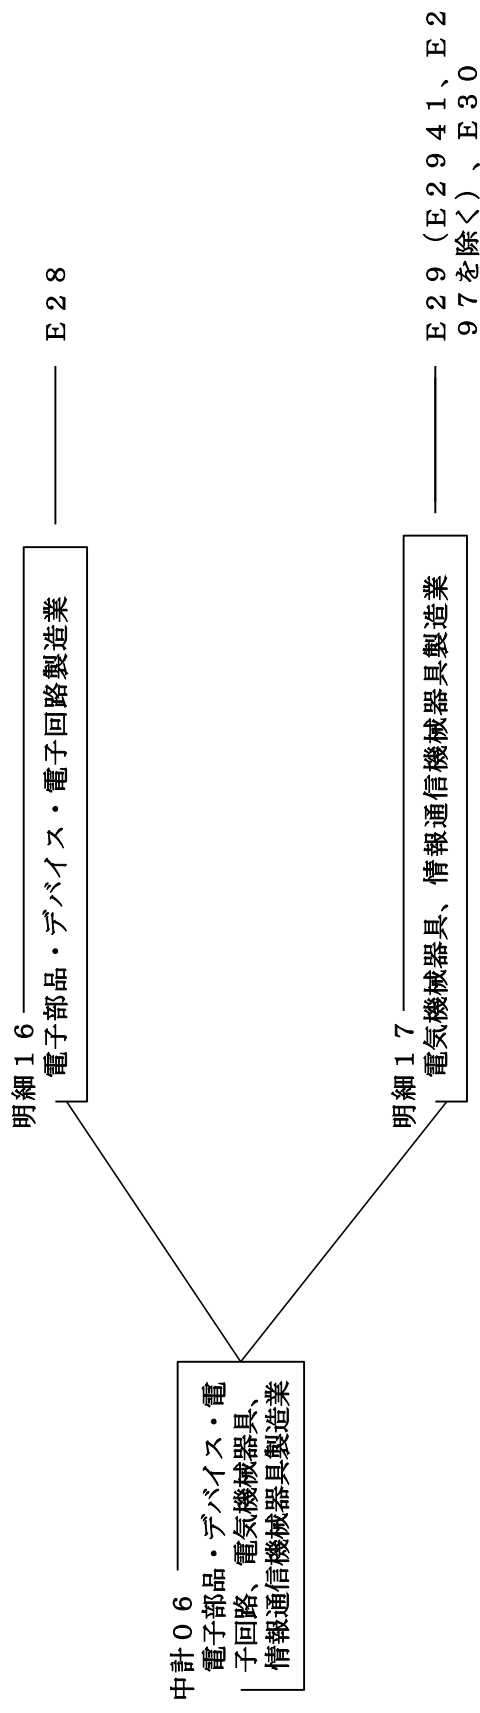 中計０６
電子部品・デバイス・電
子回路、電気機械器具、
情報通信機械器具製造業
明細１６
電子部品・デバイス・電子回路製造業
Ｅ２８
明細１７
電気機械器具、情報通信機械器具製造業
Ｅ２９（Ｅ２９４１、Ｅ２
９７を除く）、Ｅ３０